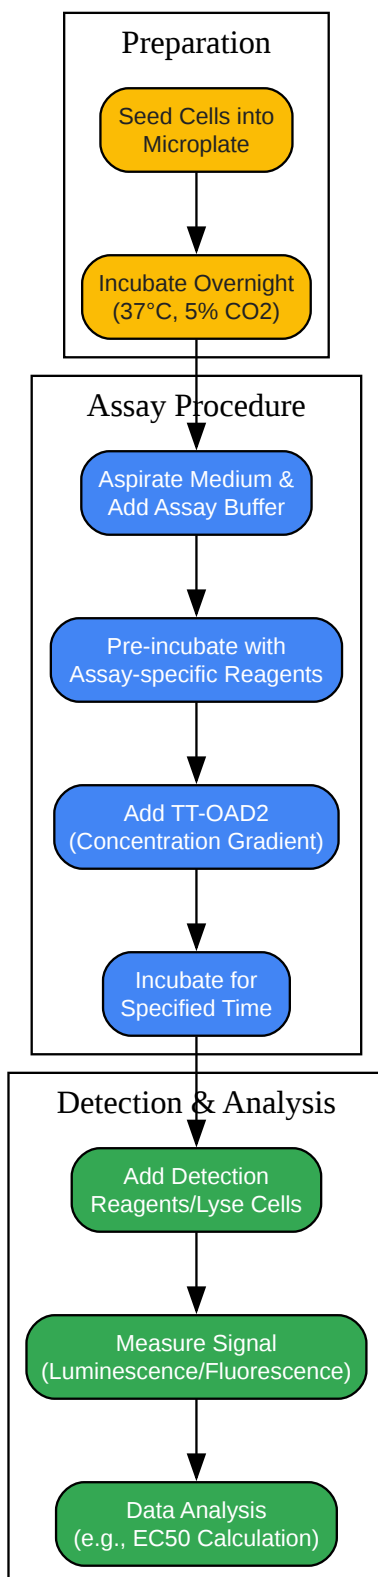 Preparation
Seed Cells into
Microplate
Incubate Overnight
(37°C, 5% CO2)
Assay Procedure
Aspirate Medium &
Add Assay Buffer
Pre-incubate with
Assay-specific Reagents
Add TT-OAD2
(Concentration Gradient)
Incubate for
Specified Time
Detection & Analysis
Add Detection
Reagents/Lyse Cells
Measure Signal
(Luminescence/Fluorescence)
Data Analysis
(e.g., EC50 Calculation)